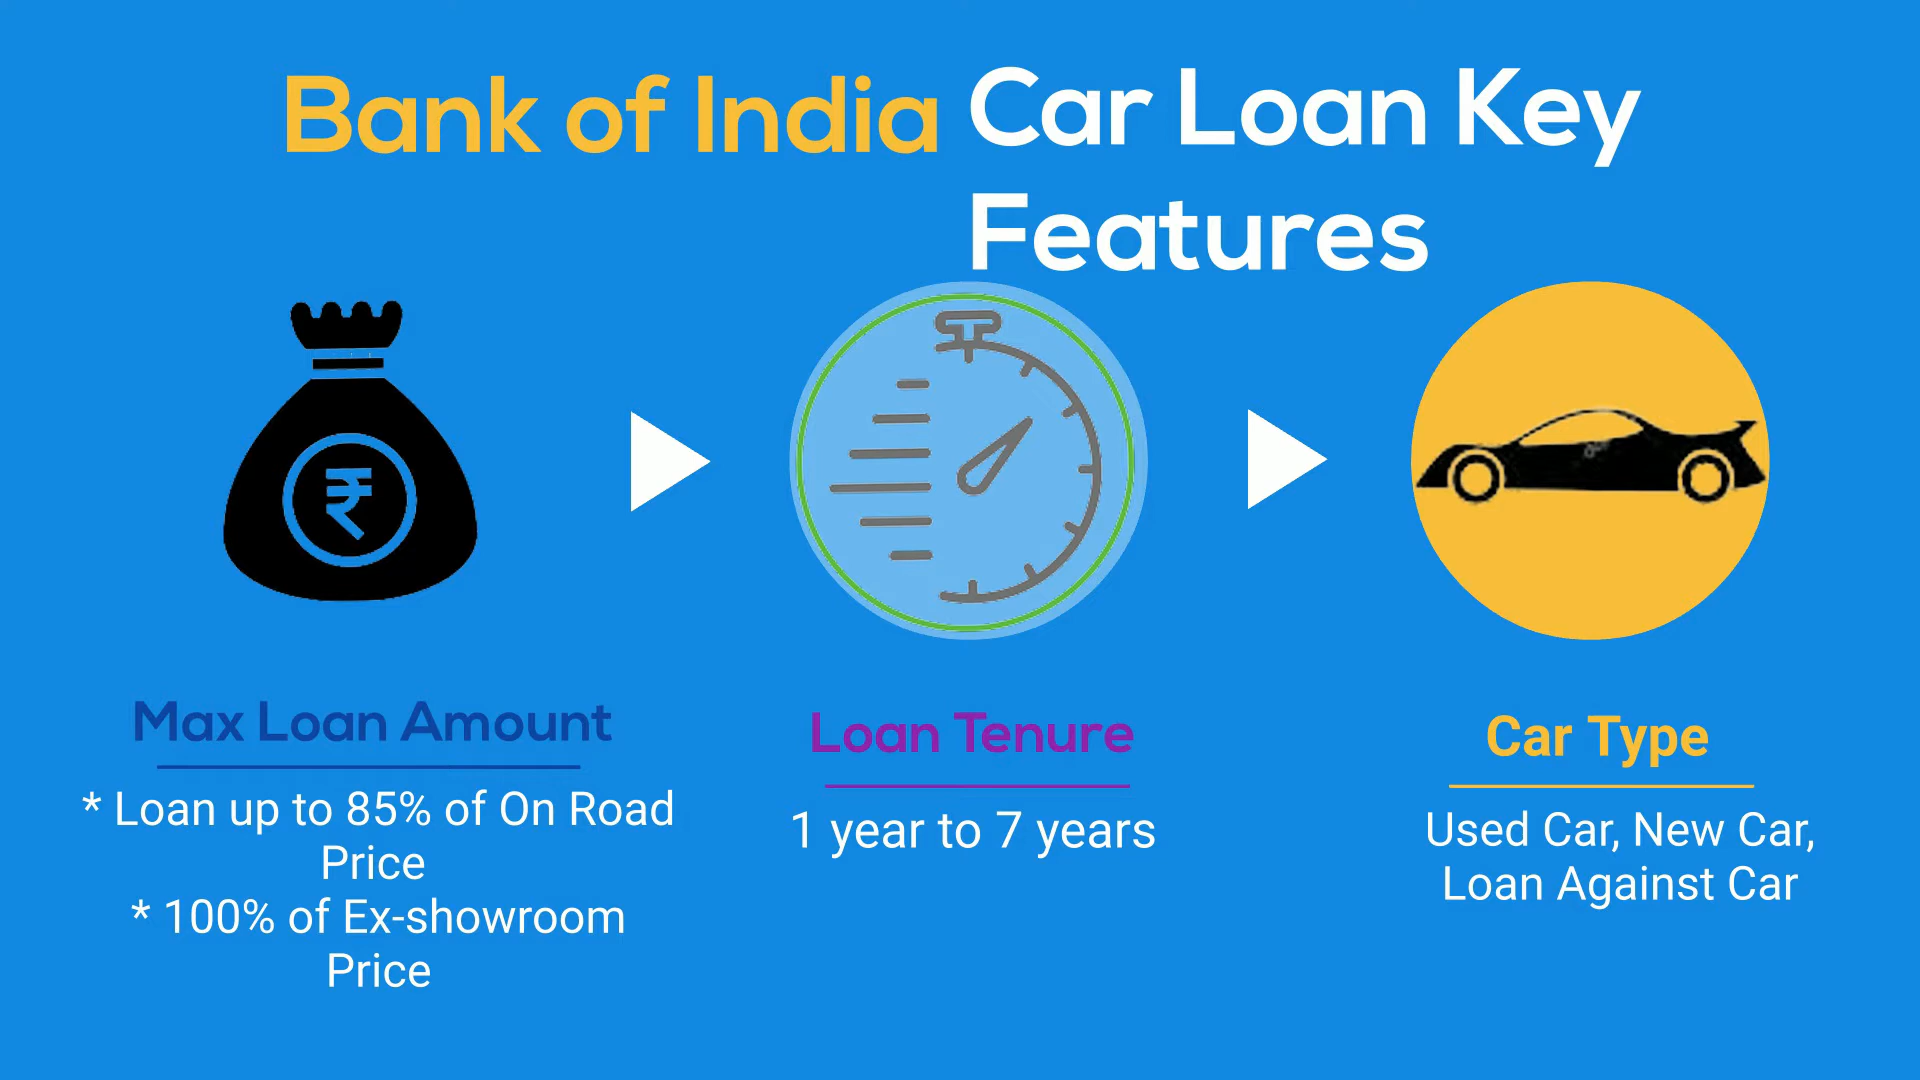 Bank of India Car Loan Key
Features
₹
Max Loan Amount
* Loan up to 85% of On Road
Price
* 100% of Ex-showroom
Price
Loan Tenure
1 year to 7 years
Car Type
Used Car, New Car,
Loan Against Car